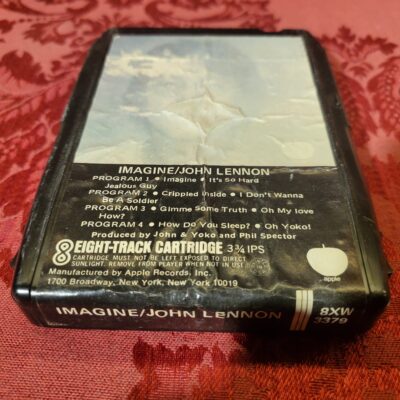 IMAGINE/JOHN LENNON
PROGRAM 1 • Imagine • It's So Hard
Jealous Guy
PROGRAM 2 • Crippled Inside • I Don't Wanna
Be A Soldier
PROGRAM 3 • Gimme Some Truth • Oh My Love
How?
PROGRAM 4 • How Do You Sleep? • Oh Yoko!
Produced by John & Yoko and Phil Spector
8 EIGHT-TRACK CARTRIDGE 3¾ IPS
CARTRIDGE MUST NOT BE LEFT EXPOSED TO DIRECT
SUNLIGHT. REMOVE FROM PLAYER WHEN NOT IN USE.
Manufactured by Apple Records, Inc.
1700 Broadway, New York, New York 10019
apple
IMAGINE/JOHN LENNON
8XW
3379